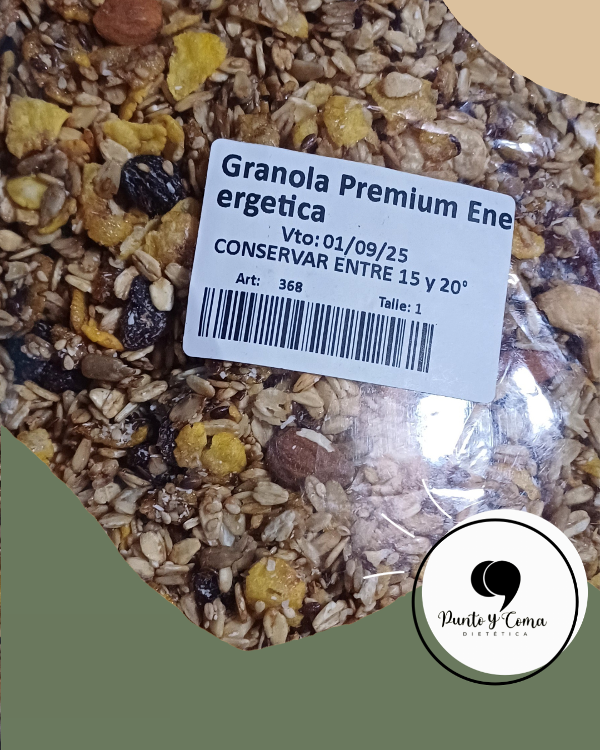 Granola Premium Ene
ergetica
Vto: 01/09/25
CONSERVAR ENTRE 15 y 20°
Art: 368
Talle: 1
Punto y Coma
DIETÉTICA